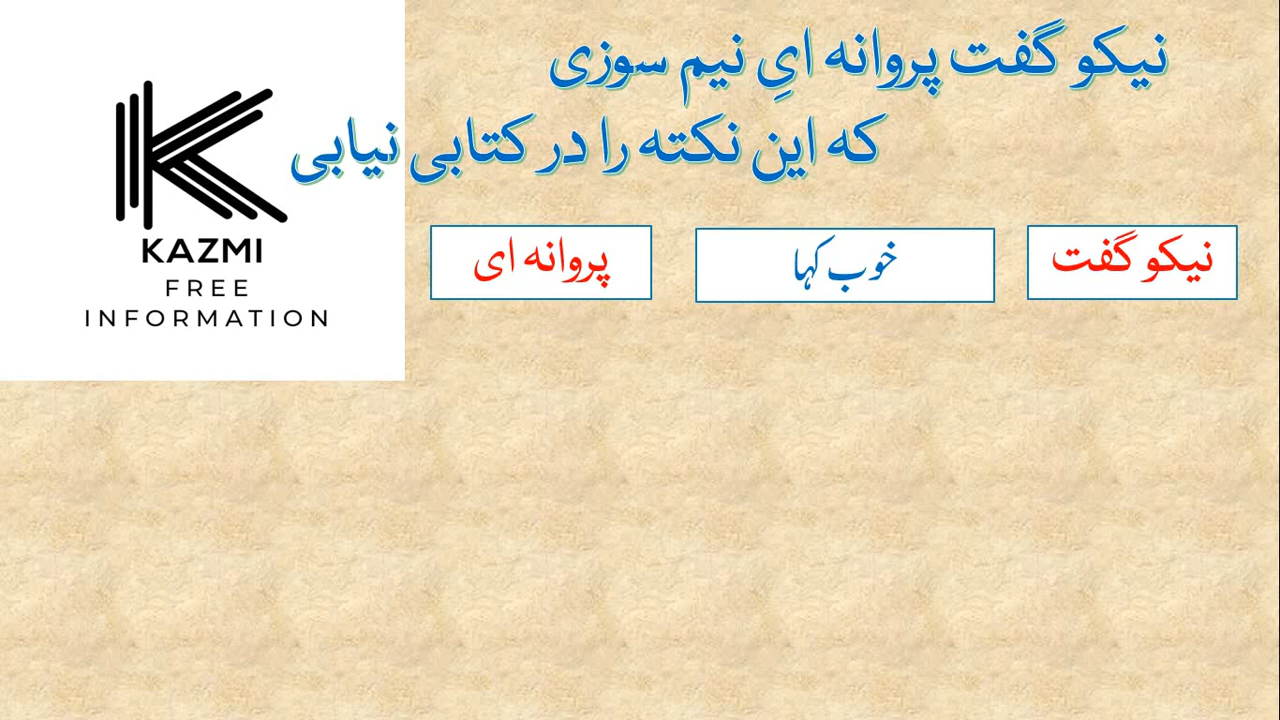 نیکو گفت پروانه ایِ نیم سوزی
که این نکته را در کتابی نیابی
نیکو گفت
خوب کہا
پروانه ای
KAZMI
FREE
INFORMATION